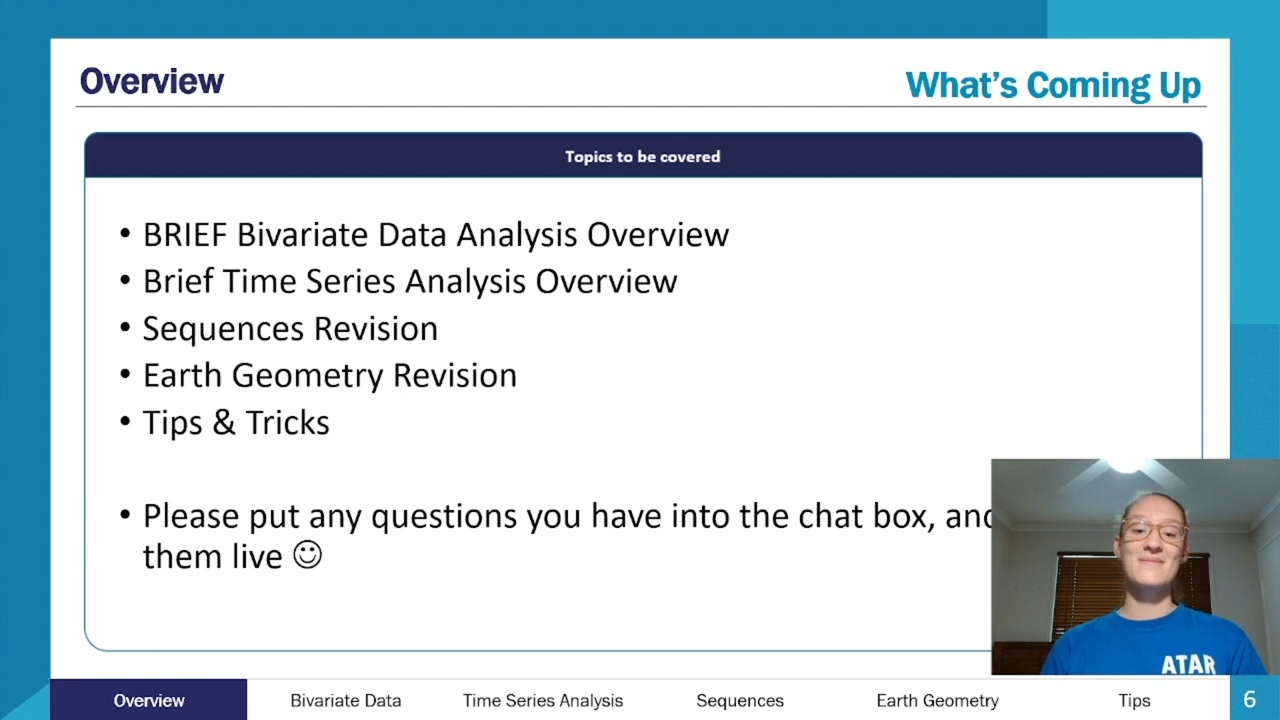 Overview
What's Coming Up
Topics to be covered
• BRIEF Bivariate Data Analysis Overview
• Brief Time Series Analysis Overview
• Sequences Revision
• Earth Geometry Revision
• Tips & Tricks
• Please put any questions you have into the chat box, and
them live ☺
ATAR
Overview Bivariate Data Time Series Analysis Sequences Earth Geometry Tips 6